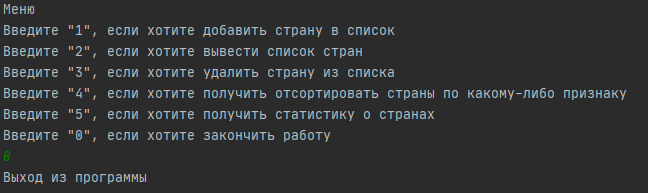 Меню
Введите "1", если хотите добавить страну в список
Введите "2", если хотите вывести список стран
Введите "3", если хотите удалить страну из списка
Введите "4", если хотите получить отсортировать страны по какому-либо признаку
Введите "5", если хотите получить статистику о странах
Введите "0", если хотите закончить работу
0
Выход из программы